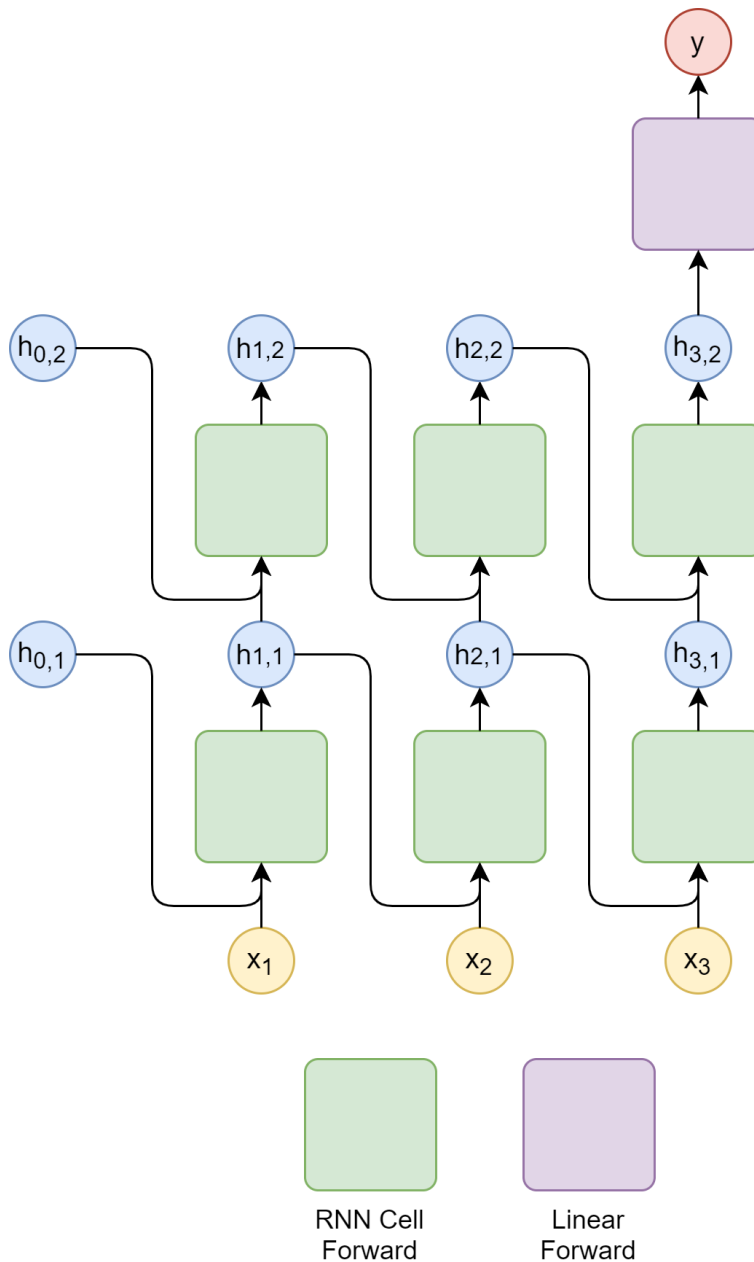 y
h0,2
h1,2
h2,2
h3,2
h0,1
h1,1
h2,1
h3,1
x1
x2
x3
RNN Cell
Forward
Linear
Forward